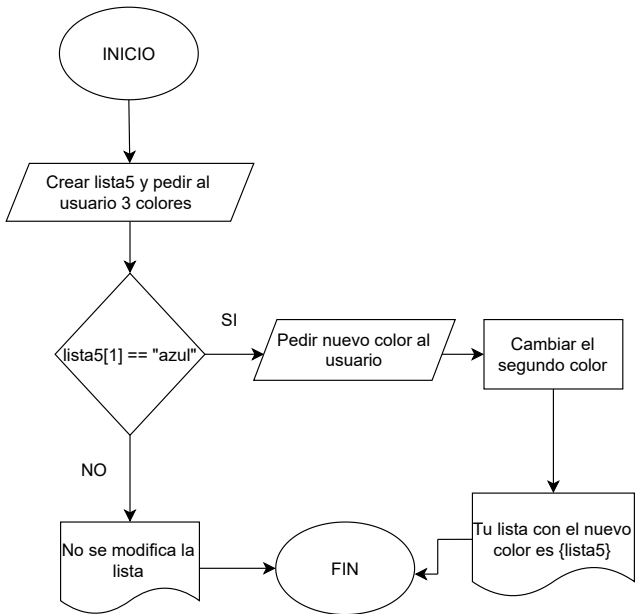 INICIO
Crear lista5 y pedir al
usuario 3 colores
lista5[1] == "azul"
SI
Pedir nuevo color al
usuario
Cambiar el
segundo color
NO
No se modifica la
lista
FIN
Tu lista con el nuevo
color es {lista5}